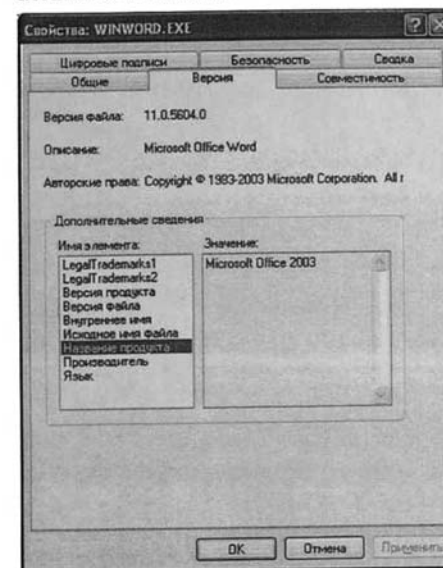 Свойства: WINWORD.EXE
Цифровые подписи Безопасность Сводка
Общие Версия Совместимость
Версия файла: 11.0.5604.0
Описание: Microsoft Office Word
Авторские права: Copyright © 1983-2003 Microsoft Corporation. All r
Дополнительные сведения
Имя элемента:
LegalTrademarks1
LegalTrademarks2
Версия продукта
Версия файла
Внутреннее имя
Исходное имя файла
Название продукта
Производитель
Язык
Значение:
Microsoft Office 2003
OK Отмена Применить